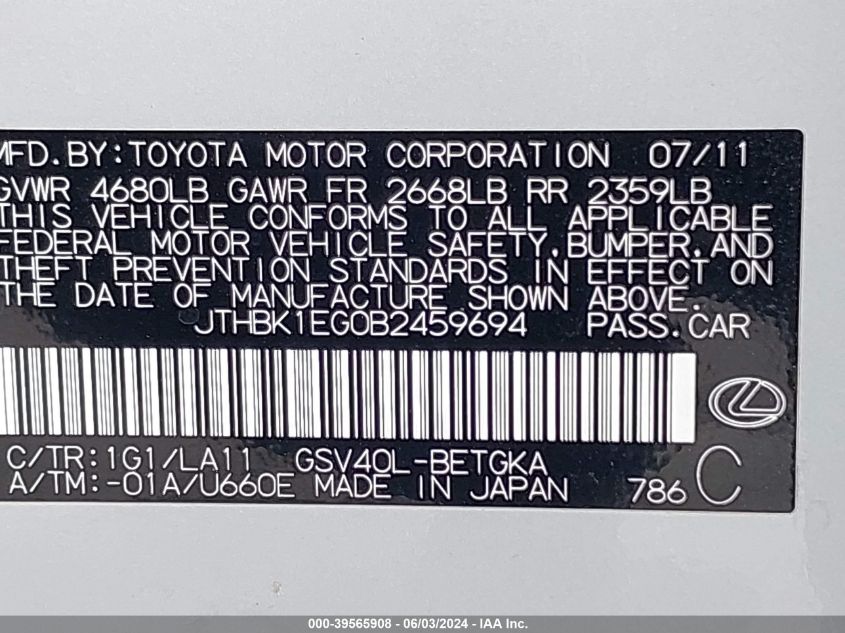 MFD.BY:TOYOTA MOTOR CORPORATION 07/11
GVWR 4680LB GAWR FR 2668LB RR 2359LB
THIS VEHICLE CONFORMS TO ALL APPLICABLE
FEDERAL MOTOR VEHICLE SAFETY,BUMPER,AND
THEFT PREVENTION STANDARDS IN EFFECT ON
THE DATE OF MANUFACTURE SHOWN ABOVE.
JTHBK1EG0B2459694 PASS.CAR
C/TR:1G1/LA11 GSV40L-BETGKA
A/TM:-01A/U660E MADE IN JAPAN 786 C
000-39565908 - 06/03/2024 - IAA Inc.